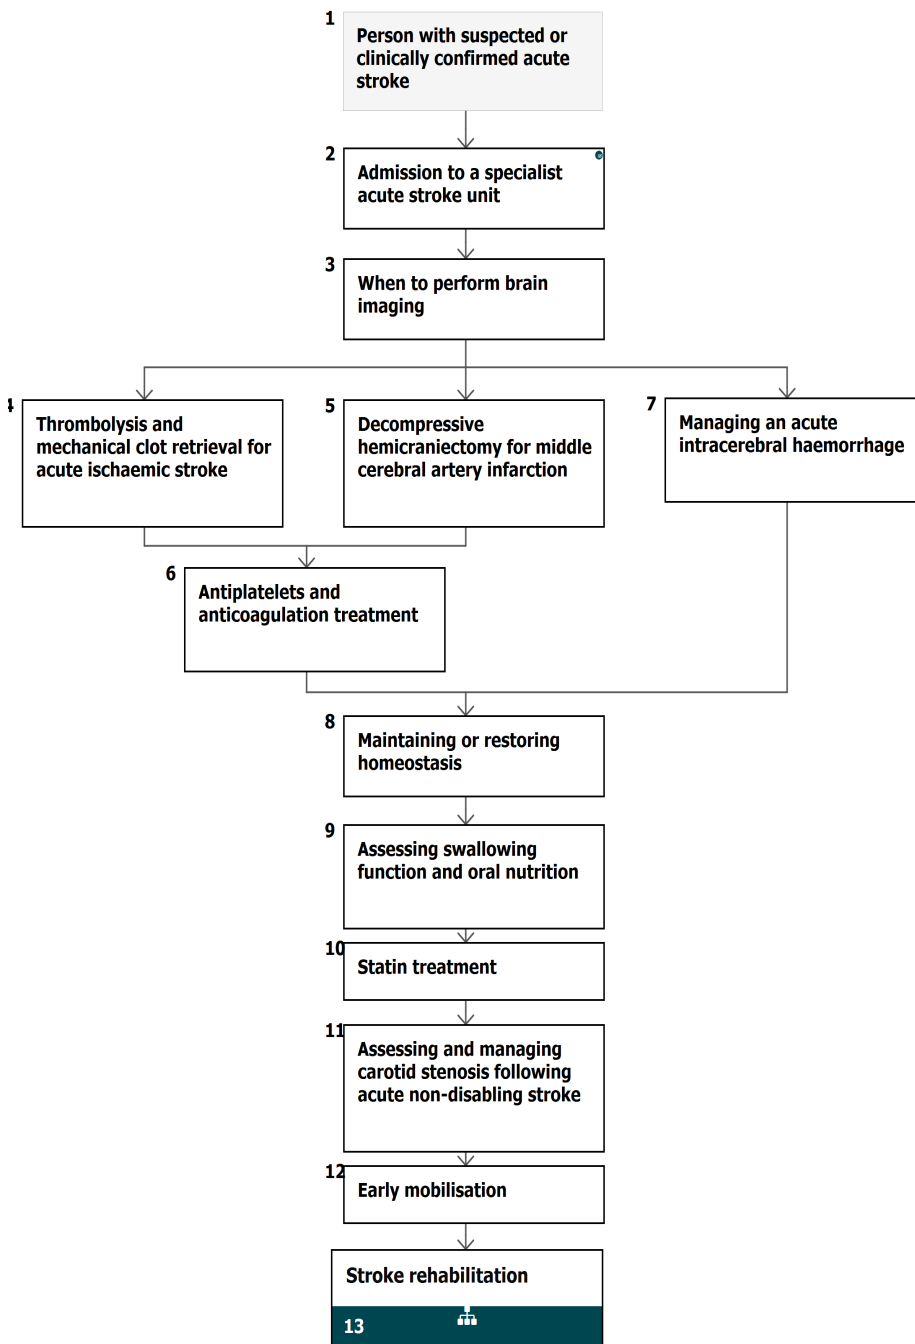 1
Person with suspected or
clinically confirmed acute
stroke
2
Admission to a specialist
acute stroke unit
3
When to perform brain
imaging
4
Thrombolysis and
mechanical clot retrieval for
acute ischaemic stroke
5
Decompressive
hemicraniectomy for middle
cerebral artery infarction
7
Managing an acute
intracerebral haemorrhage
6
Antiplatelets and
anticoagulation treatment
8
Maintaining or restoring
homeostasis
9
Assessing swallowing
function and oral nutrition
10
Statin treatment
11
Assessing and managing
carotid stenosis following
acute non-disabling stroke
12
Early mobilisation
Stroke rehabilitation
13